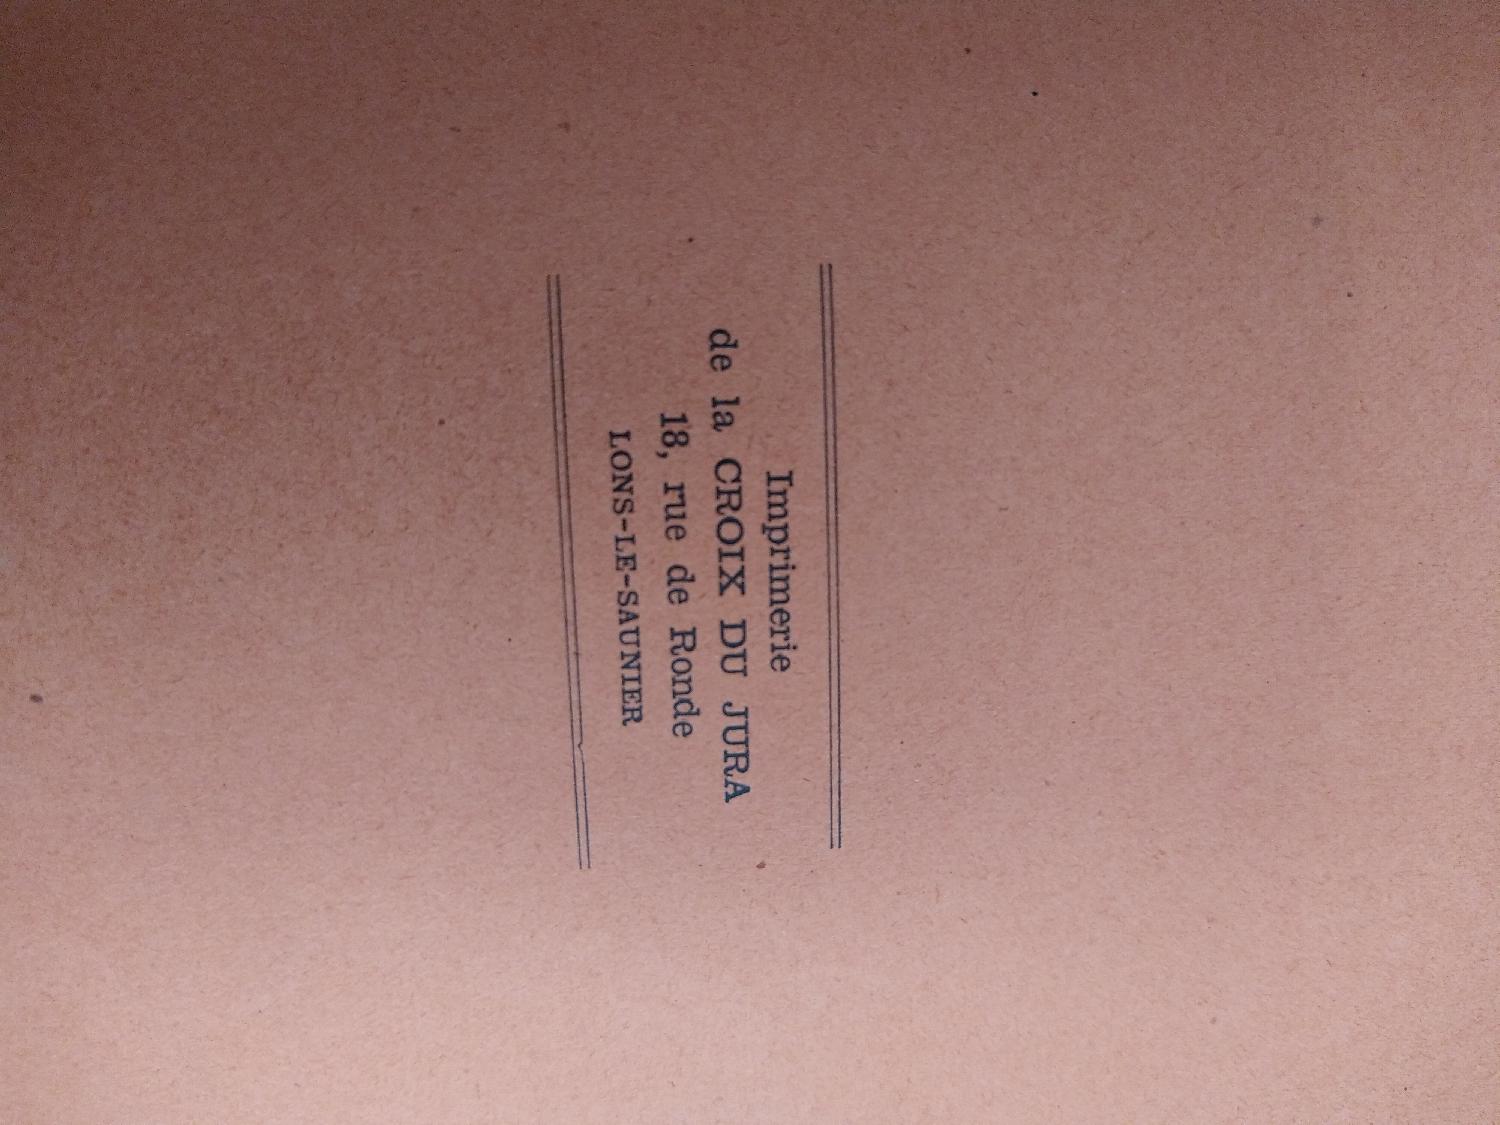 Imprimerie
de la CROIX DU JURA
18, rue de Ronde
LONS-LE-SAUNIER